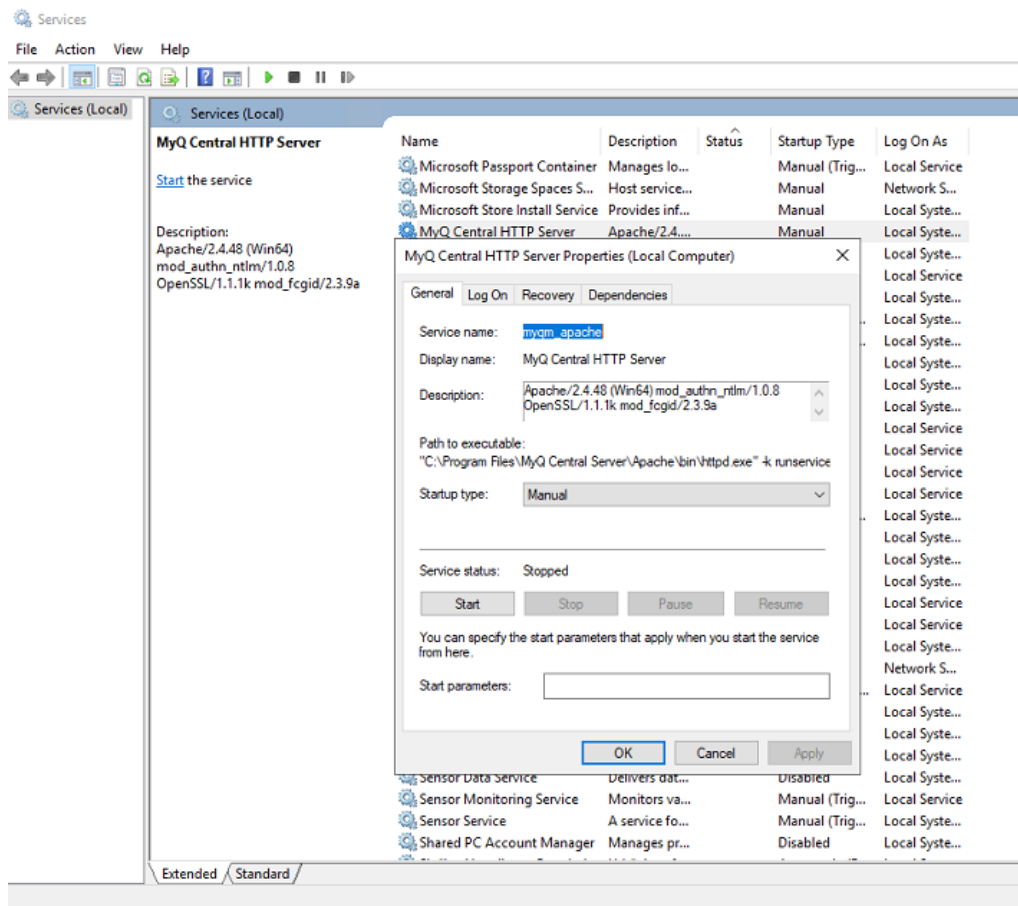 Services
File Action View Help
Services (Local)
Services (Local)
MyQ Central HTTP Server
Start the service
Description:
Apache/2.4.48 (Win64)
mod_authn_ntlm/1.0.8
OpenSSL/1.1.1k mod_fcgid/2.3.9a
Name Description Status Startup Type Log On As
Microsoft Passport Container Manages lo... Manual (Trig... Local Service
Microsoft Storage Spaces S... Host service... Manual Network S...
Microsoft Store Install Service Provides inf... Manual Local Syste...
MyQ Central HTTP Server Apache/2.4.... Manual Local Syste...
Local Syste...
Local Service
Local Syste...
Local Service
Local Service
Local Syste...
Local Syste...
Local Syste...
Local Service
Local Service
Local Service
Local Service
Local Syste...
Local Syste...
Local Syste...
Local Syste...
Local Service
Local Service
Local Syste...
Network S...
Local Service
Local Syste...
Local Syste...
Local Syste...
MyQ Central HTTP Server Properties (Local Computer)
General Log On Recovery Dependencies
Service name: myqm_apache
Display name: MyQ Central HTTP Server
Description: Apache/2.4.48 (Win64) mod_authn_ntlm/1.0.8
OpenSSL/1.1.1k mod_fcgid/2.3.9a
Path to executable:
"C:\Program Files\MyQ Central Server\Apache\bin\httpd.exe" -k runservice
Startup type: Manual
Service status: Stopped
Start Stop Pause Resume
You can specify the start parameters that apply when you start the service
from here.
Start parameters:
OK Cancel Apply
Sensor Data Service Delivers dat... Disabled Local Syste...
Sensor Monitoring Service Monitors va... Manual (Trig... Local Service
Sensor Service A service fo... Manual (Trig... Local Syste...
Shared PC Account Manager Manages pr... Disabled Local Syste...
Extended Standard